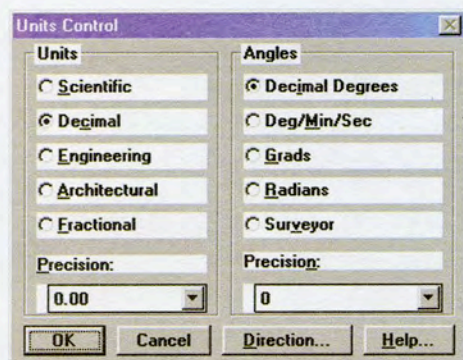 Units Control
Units
Scientific
Decimal
Engineering
Architectural
Fractional
Precision:
0.00
Angles
Decimal Degrees
Deg/Min/Sec
Grads
Radians
Surveyor
Precision:
0
OK Cancel Direction... Help...